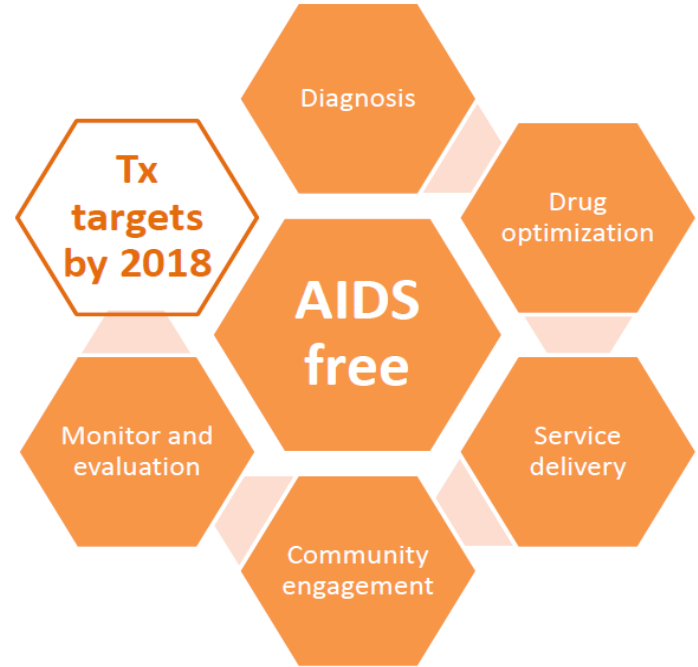 Diagnosis
Drug
optimization
Service
delivery
Community
engagement
Monitor and
evaluation
Tx
targets
by 2018
AIDS
free